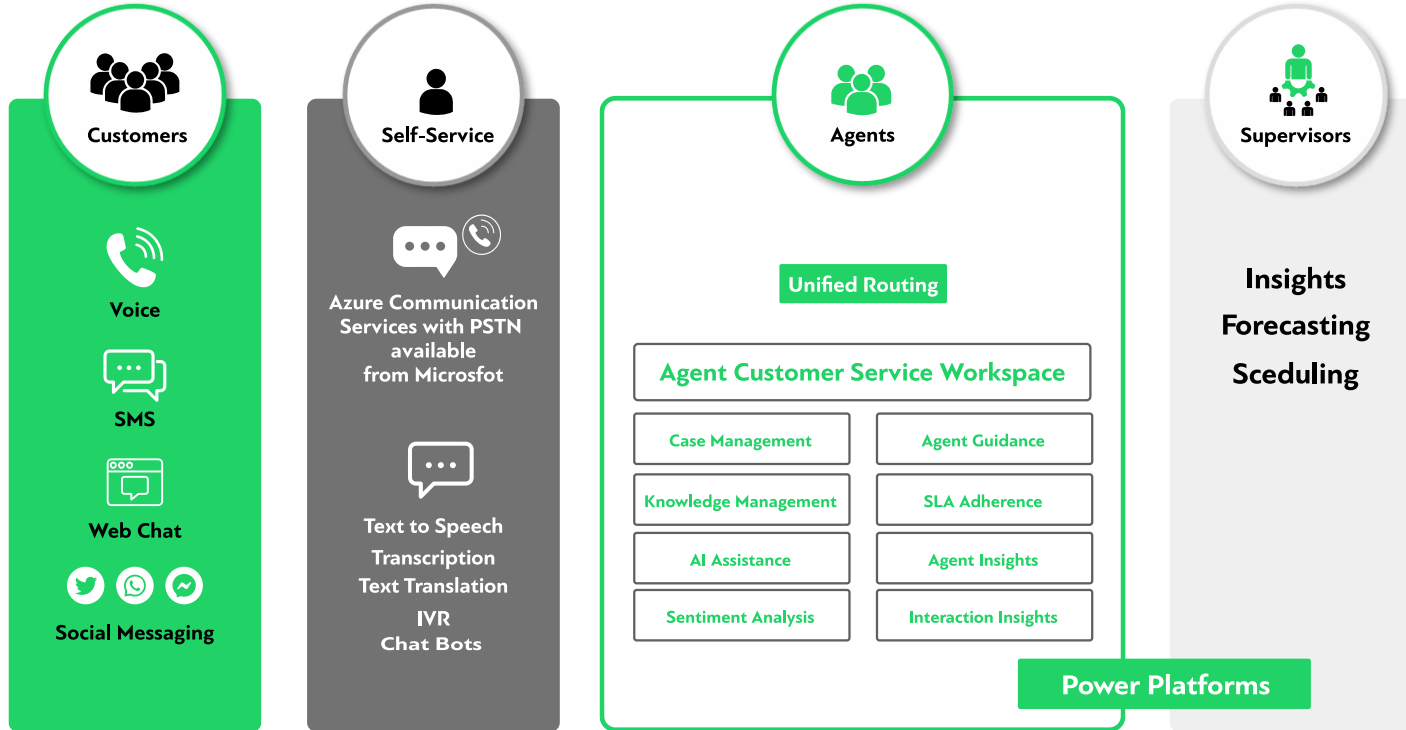 Customers
Voice
SMS
Web Chat
Social Messaging
Self-Service
Azure Communication
Services with PSTN
available
from Microsfot
Text to Speech
Transcription
Text Translation
IVR
Chat Bots
Agents
Unified Routing
Agent Customer Service Workspace
Case Management
Agent Guidance
Knowledge Management
SLA Adherence
AI Assistance
Agent Insights
Sentiment Analysis
Interaction Insights
Power Platforms
Supervisors
Insights
Forecasting
Sceduling